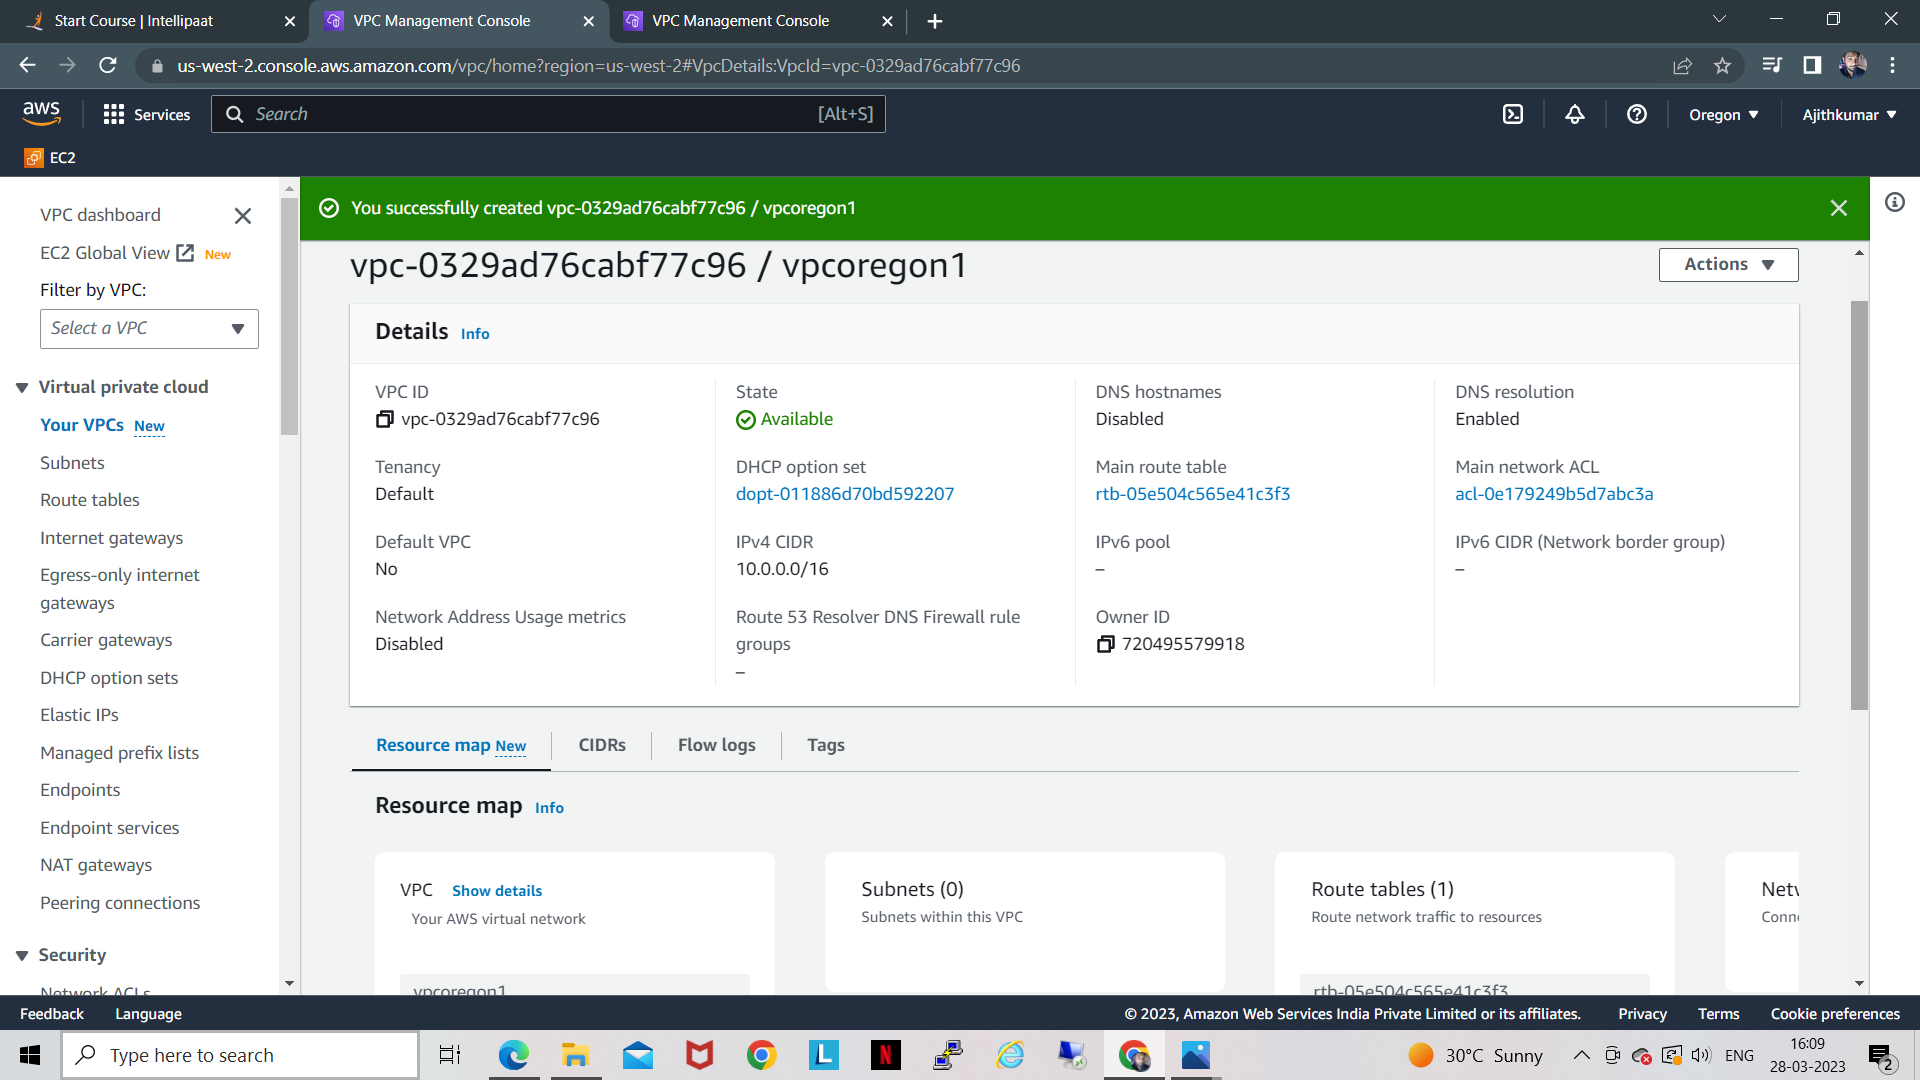 Start Course | Intellipaat
VPC Management Console
VPC Management Console
us-west-2.console.aws.amazon.com/vpc/home?region=us-west-2#VpcDetails:VpcId=vpc-0329ad76cabf77c96
aws
Services
Search
[Alt+S]
Oregon
Ajithkumar
EC2
VPC dashboard
EC2 Global View New
Filter by VPC:
Select a VPC
Virtual private cloud
Your VPCs New
Subnets
Route tables
Internet gateways
Egress-only internet
gateways
Carrier gateways
DHCP option sets
Elastic IPs
Managed prefix lists
Endpoints
Endpoint services
NAT gateways
Peering connections
Security
Network ACLs
You successfully created vpc-0329ad76cabf77c96 / vpcoregon1
vpc-0329ad76cabf77c96 / vpcoregon1
Actions
Details Info
VPC ID
vpc-0329ad76cabf77c96
State
Available
DNS hostnames
Disabled
DNS resolution
Enabled
Tenancy
Default
DHCP option set
dopt-011886d70bd592207
Main route table
rtb-05e504c565e41c3f3
Main network ACL
acl-0e179249b5d7abc3a
Default VPC
No
IPv4 CIDR
10.0.0.0/16
IPv6 pool
–
IPv6 CIDR (Network border group)
–
Network Address Usage metrics
Disabled
Route 53 Resolver DNS Firewall rule
groups
–
Owner ID
720495579918
Resource map New
CIDRs
Flow logs
Tags
Resource map Info
VPC Show details
Your AWS virtual network
vpcoregon1
Subnets (0)
Subnets within this VPC
Route tables (1)
Route network traffic to resources
rtb-05e504c565e41c3f3
Netw
Conne
Feedback
Language
© 2023, Amazon Web Services India Private Limited or its affiliates.
Privacy
Terms
Cookie preferences
Type here to search
L
N
30°C Sunny
ENG
16:09
28-03-2023
2